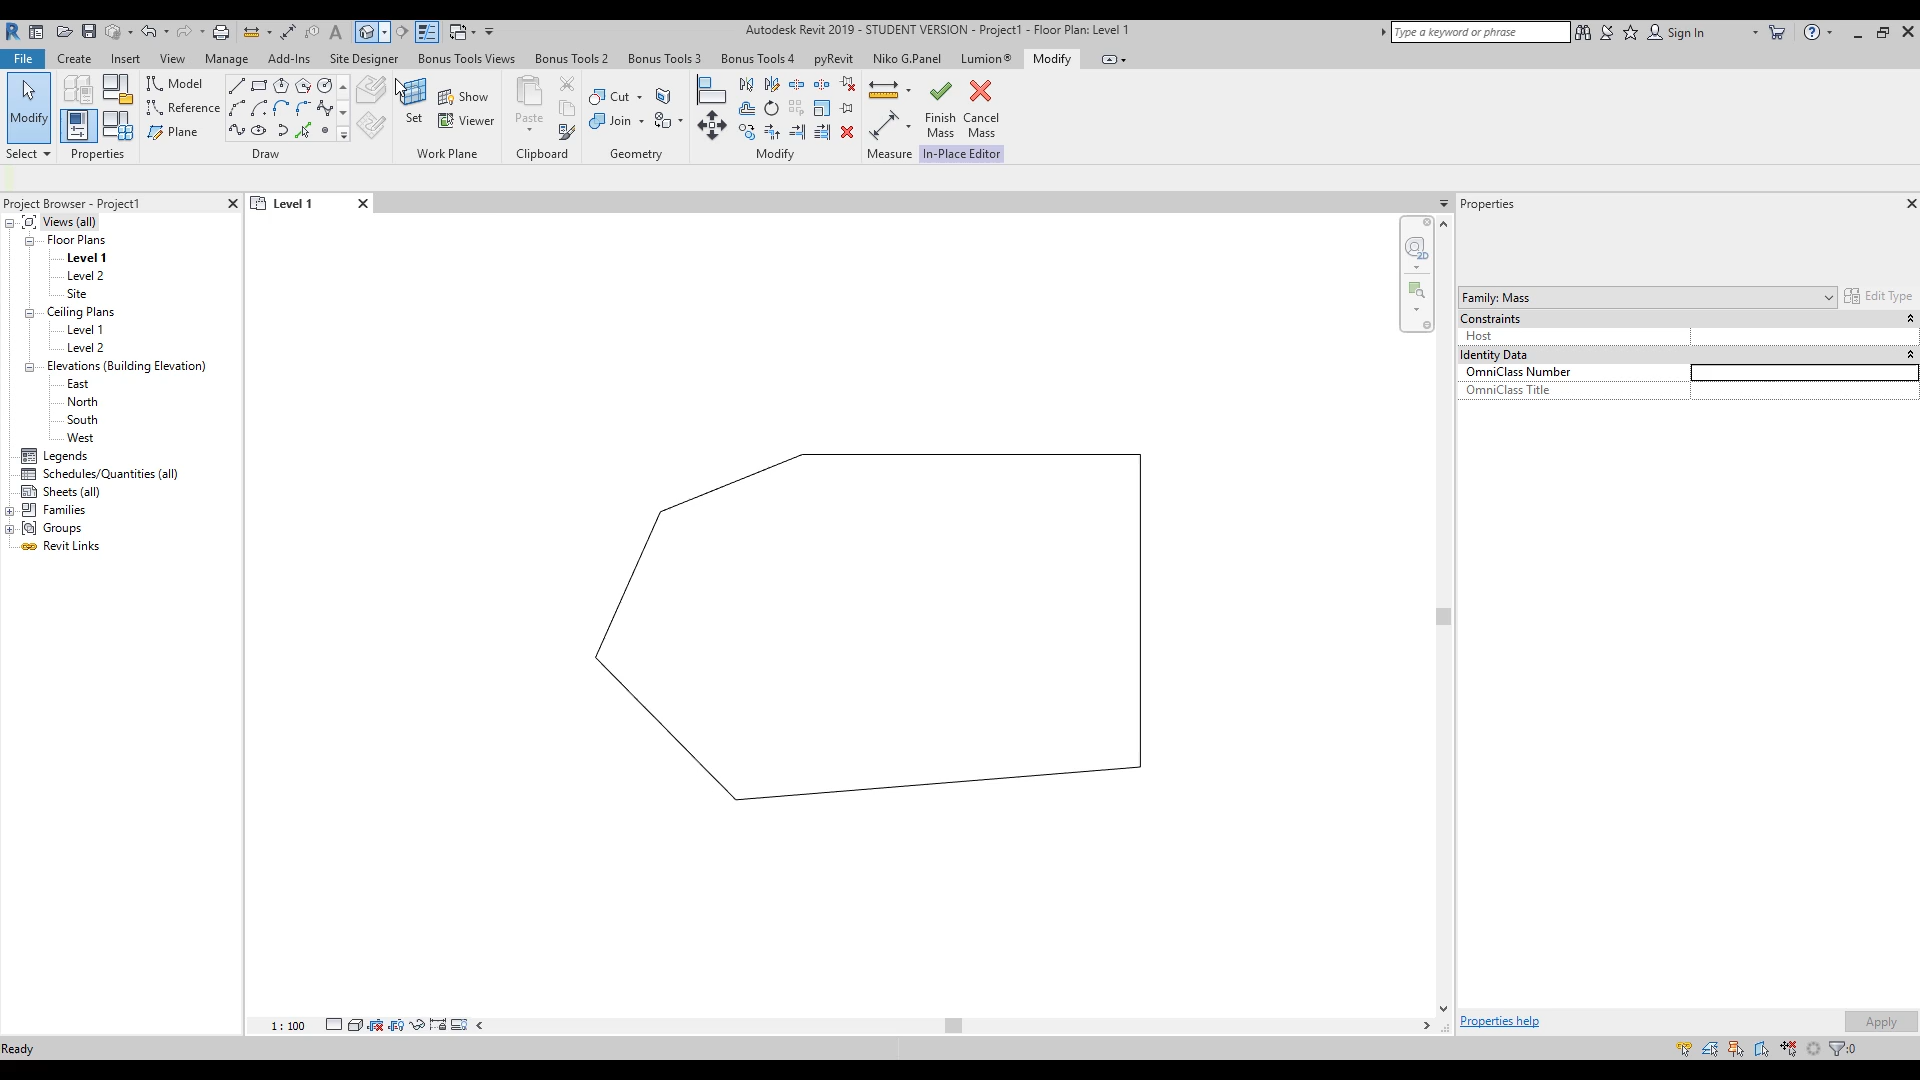 Autodesk Revit 2019 - STUDENT VERSION - Project1 - Floor Plan: Level 1
Type a keyword or phrase
Sign In
File Create Insert View Manage Add-Ins Site Designer Bonus Tools Views Bonus Tools 2 Bonus Tools 3 Bonus Tools 4 pyRevit Niko G.Panel Lumion® Modify
Modify
Model
Reference
Plane
Set
Show
Viewer
Paste
Cut
Join
Finish Mass
Cancel Mass
Select Properties Draw Work Plane Clipboard Geometry Modify Measure In-Place Editor
Project Browser - Project1
Views (all)
Floor Plans
Level 1
Level 2
Site
Ceiling Plans
Level 1
Level 2
Elevations (Building Elevation)
East
North
South
West
Legends
Schedules/Quantities (all)
Sheets (all)
Families
Groups
Revit Links
Level 1
2D
Properties
Family: Mass
Edit Type
Constraints
Host
Identity Data
OmniClass Number
OmniClass Title
1 : 100
Properties help
Apply
Ready
:0